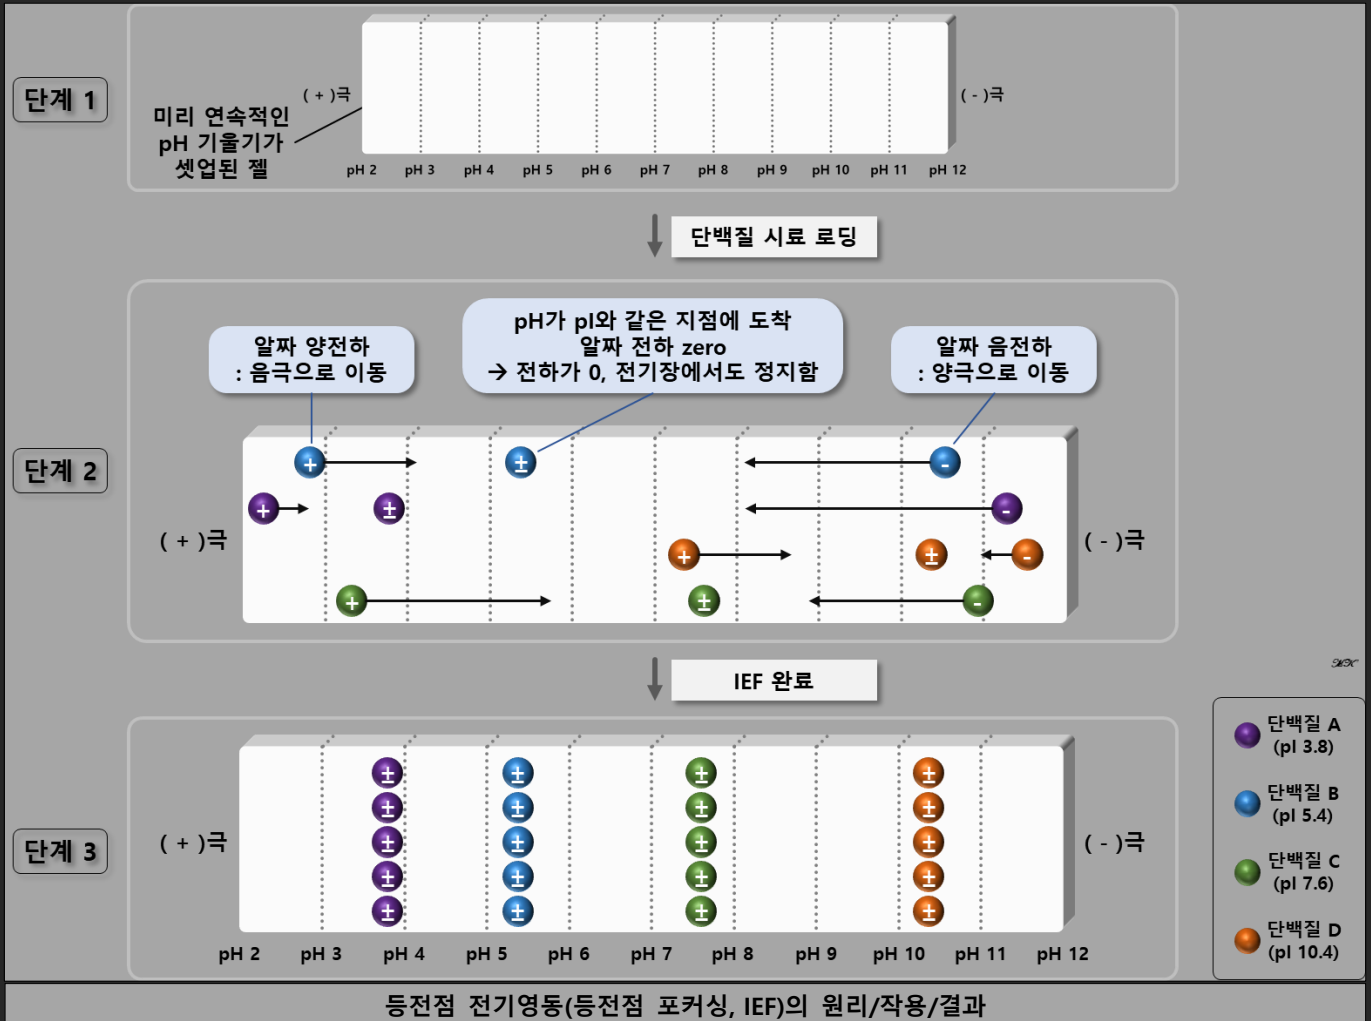 단계 1
( + )극
( - )극
미리 연속적인
pH 기울기가
셋업된 젤
pH 2 pH 3 pH 4 pH 5 pH 6 pH 7 pH 8 pH 9 pH 10 pH 11 pH 12
단백질 시료 로딩
단계 2
알짜 양전하
: 음극으로 이동
pH가 pI와 같은 지점에 도착
알짜 전하 zero
→ 전하가 0, 전기장에서도 정지함
알짜 음전하
: 양극으로 이동
+ ± -
+ ± -
+ ± -
+ ± -
( + )극
( - )극
IEF 완료
단계 3
( + )극
( - )극
± ± ± ±
± ± ± ±
± ± ± ±
± ± ± ±
± ± ± ±
pH 2 pH 3 pH 4 pH 5 pH 6 pH 7 pH 8 pH 9 pH 10 pH 11 pH 12
단백질 A
(pI 3.8)
단백질 B
(pI 5.4)
단백질 C
(pI 7.6)
단백질 D
(pI 10.4)
등전점 전기영동(등전점 포커싱, IEF)의 원리/작용/결과